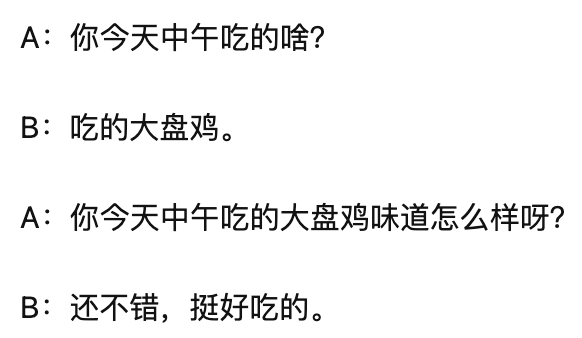 A：你今天中午吃的啥？
B：吃的大盘鸡。
A：你今天中午吃的大盘鸡味道怎么样呀？
B：还不错，挺好吃的。